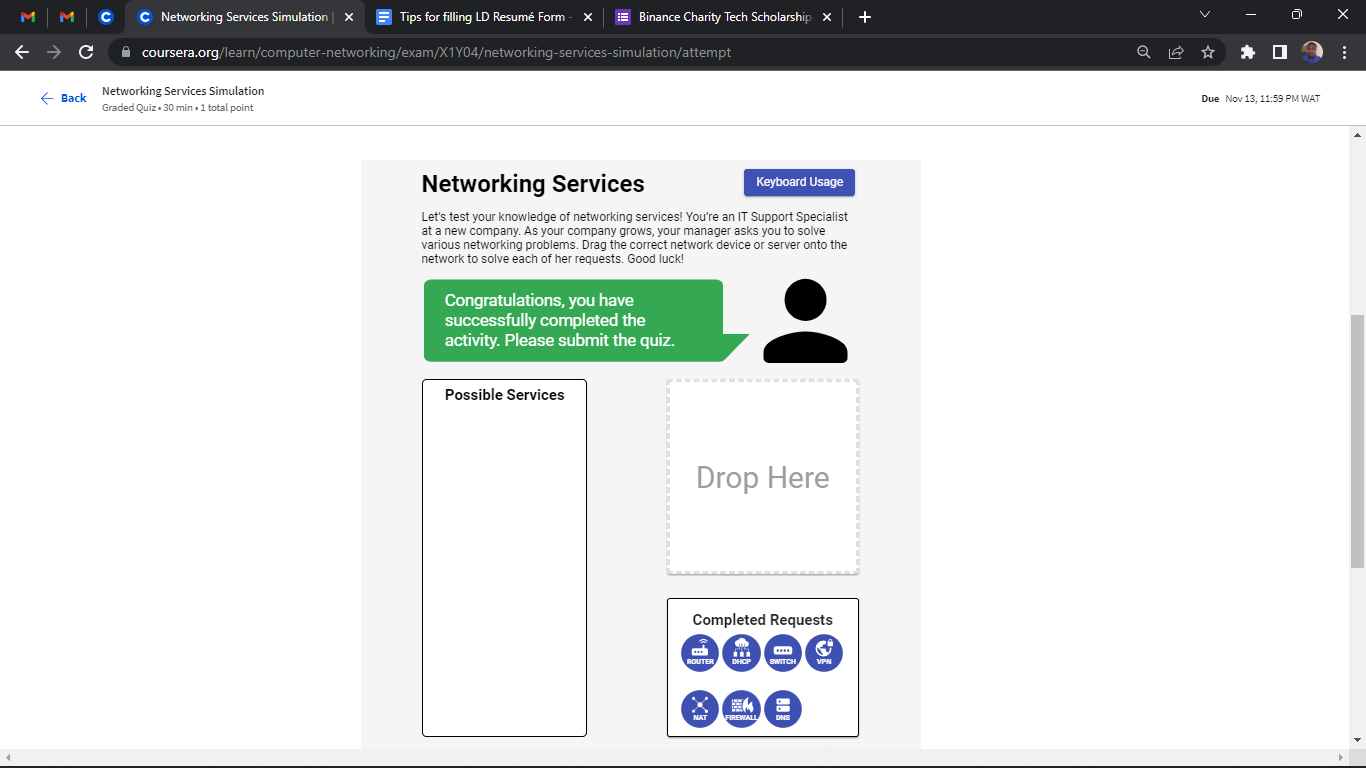 Networking Services Simulation |
Tips for filling LD Resumé Form -
Binance Charity Tech Scholarship
coursera.org/learn/computer-networking/exam/X1Y04/networking-services-simulation/attempt
Back
Networking Services Simulation
Graded Quiz • 30 min • 1 total point
Due Nov 13, 11:59 PM WAT
Networking Services
Keyboard Usage
Let's test your knowledge of networking services! You're an IT Support Specialist
at a new company. As your company grows, your manager asks you to solve
various networking problems. Drag the correct network device or server onto the
network to solve each of her requests. Good luck!
Congratulations, you have
successfully completed the
activity. Please submit the quiz.
Possible Services
Drop Here
Completed Requests
ROUTER
DHCP
SWITCH
VPN
NAT
FIREWALL
DNS